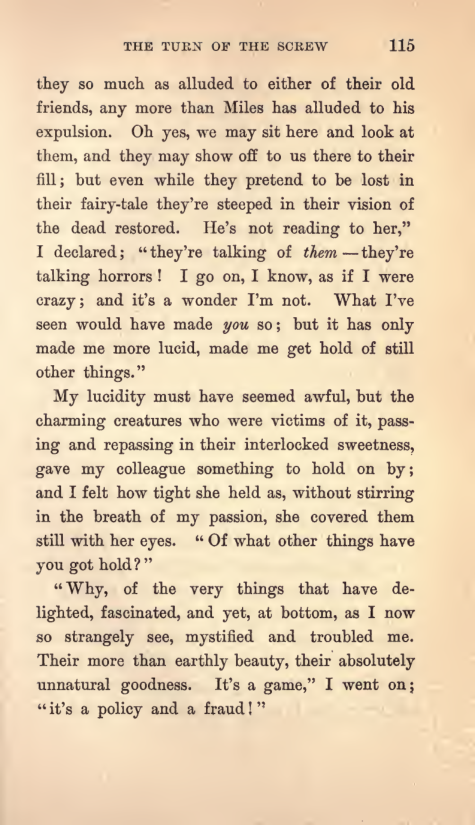 THE TURN OF THE SCREW 115
they so much as alluded to either of their old
friends, any more than Miles has alluded to his
expulsion. Oh yes, we may sit here and look at
them, and they may show off to us there to their
fill; but even while they pretend to be lost in
their fairy-tale they're steeped in their vision of
the dead restored. He's not reading to her,"
I declared; "they're talking of them—they're
talking horrors! I go on, I know, as if I were
crazy; and it's a wonder I'm not. What I've
seen would have made you so; but it has only
made me more lucid, made me get hold of still
other things."
My lucidity must have seemed awful, but the
charming creatures who were victims of it, pass-
ing and repassing in their interlocked sweetness,
gave my colleague something to hold on by;
and I felt how tight she held as, without stirring
in the breath of my passion, she covered them
still with her eyes. "Of what other things have
you got hold?"
"Why, of the very things that have de-
lighted, fascinated, and yet, at bottom, as I now
so strangely see, mystified and troubled me.
Their more than earthly beauty, their absolutely
unnatural goodness. It's a game," I went on;
"it's a policy and a fraud!"